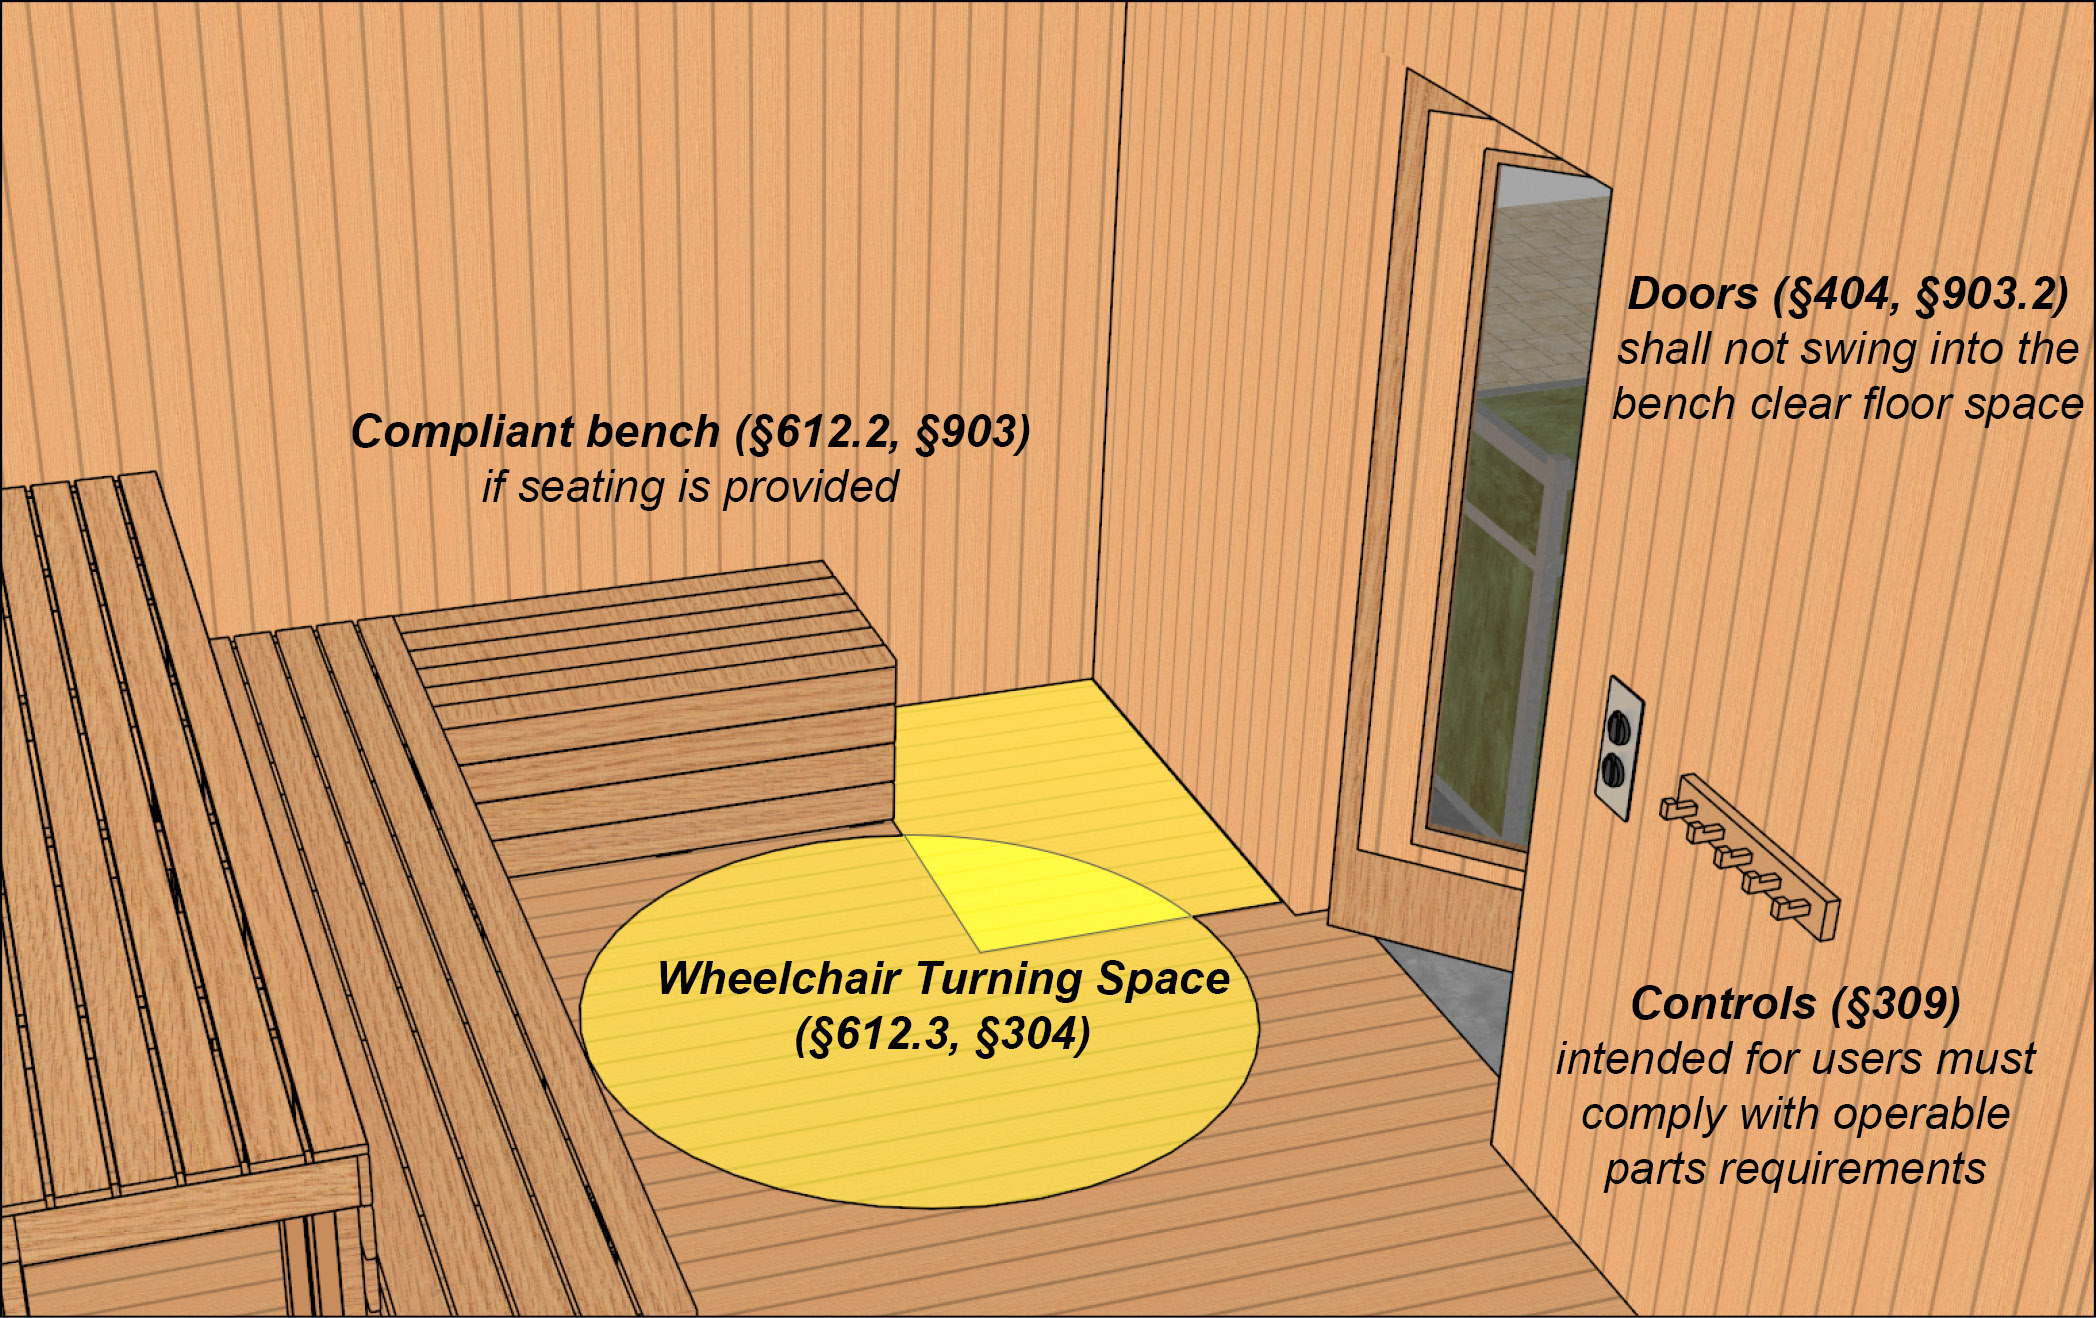 Compliant bench (§612.2, §903)
if seating is provided
Doors (§404, §903.2)
shall not swing into the
bench clear floor space
Wheelchair Turning Space
(§612.3, §304)
Controls (§309)
intended for users must
comply with operable
parts requirements